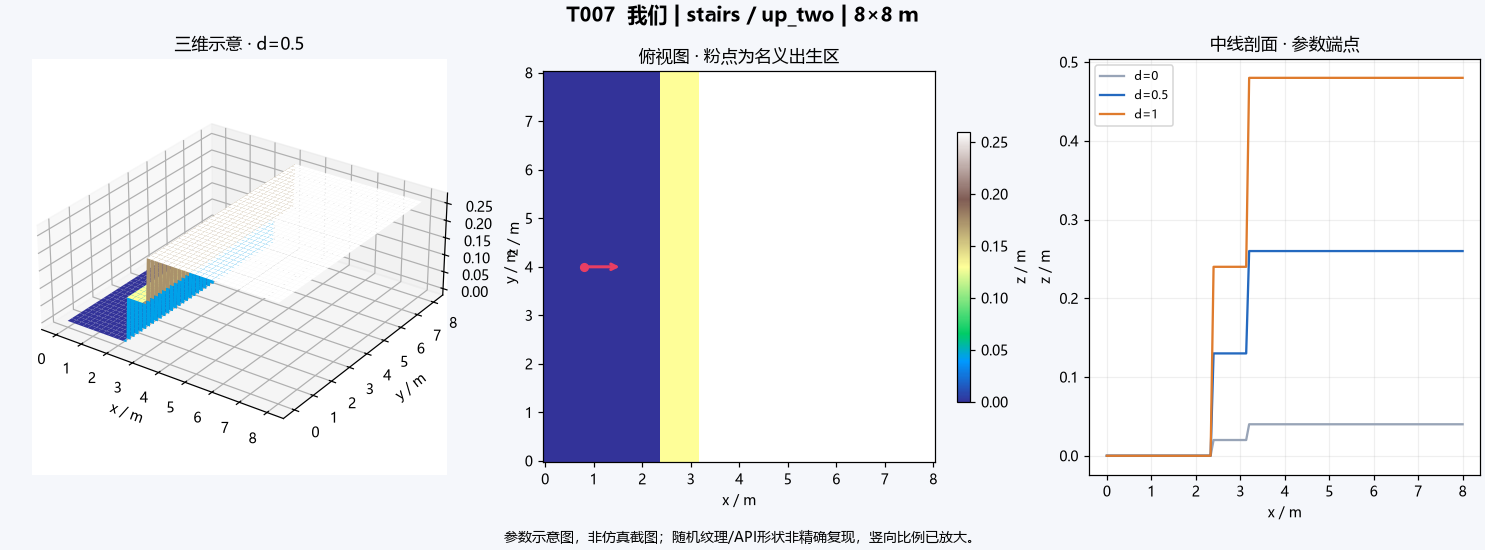 T007 我们 | stairs / up_two | 8×8 m
三维示意 · d=0.5
0.25
0.20
0.15
0.10
0.05
0.00
z / m
0 1 2 3 4 5 6 7 8
x / m
0 1 2 3 4 5 6 7 8
y / m
俯视图 · 粉点为名义出生区
8
7
6
5
4
3
2
1
0
y / m
0 1 2 3 4 5 6 7 8
x / m
0.25
0.20
0.15
0.10
0.05
0.00
z / m
中线剖面 · 参数端点
d=0
d=0.5
d=1
0.5
0.4
0.3
0.2
0.1
0.0
z / m
0 1 2 3 4 5 6 7 8
x / m
参数示意图，非仿真截图；随机纹理/API形状非精确复现，竖向比例已放大。